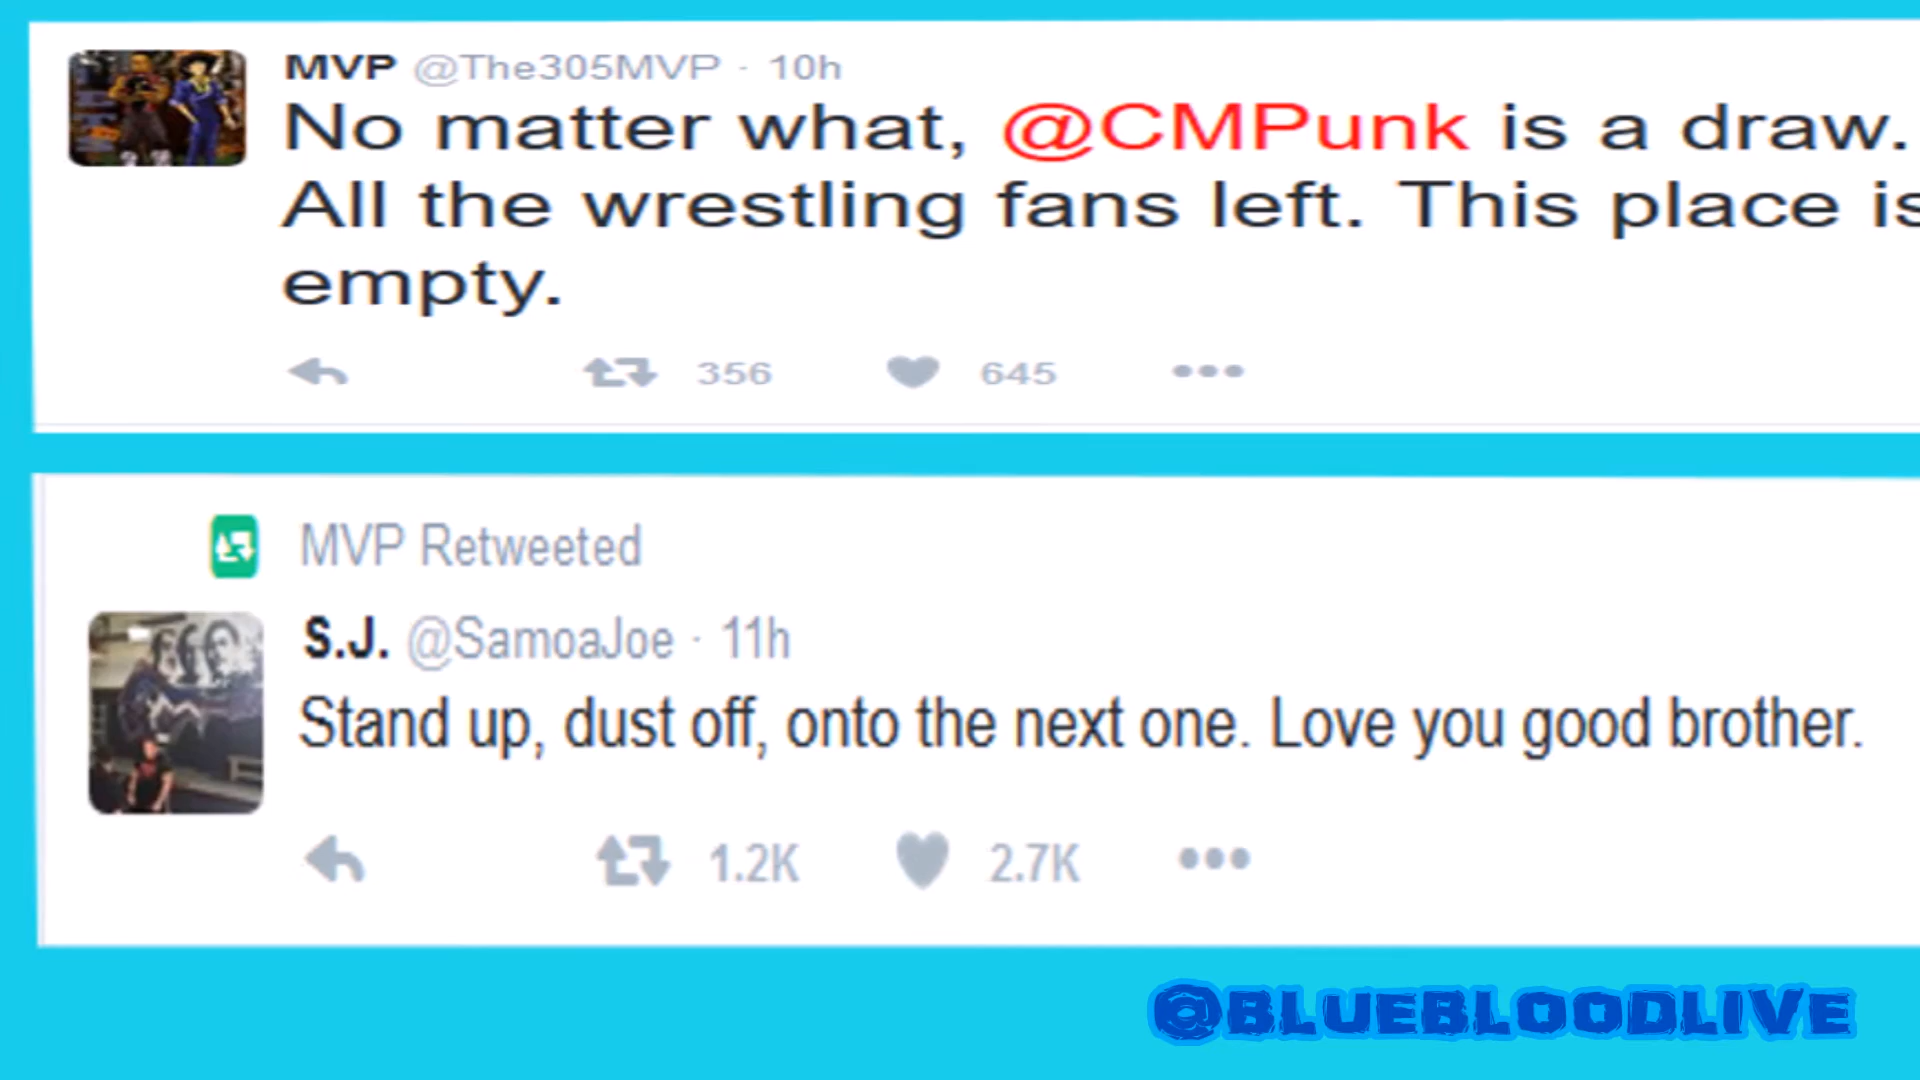 MVP @The305MVP · 10h
No matter what, @CMPunk is a draw.
All the wrestling fans left. This place is
empty.
356 645
MVP Retweeted
S.J. @SamoaJoe · 11h
Stand up, dust off, onto the next one. Love you good brother.
1.2K 2.7K
@BLUEBLOODLIVE